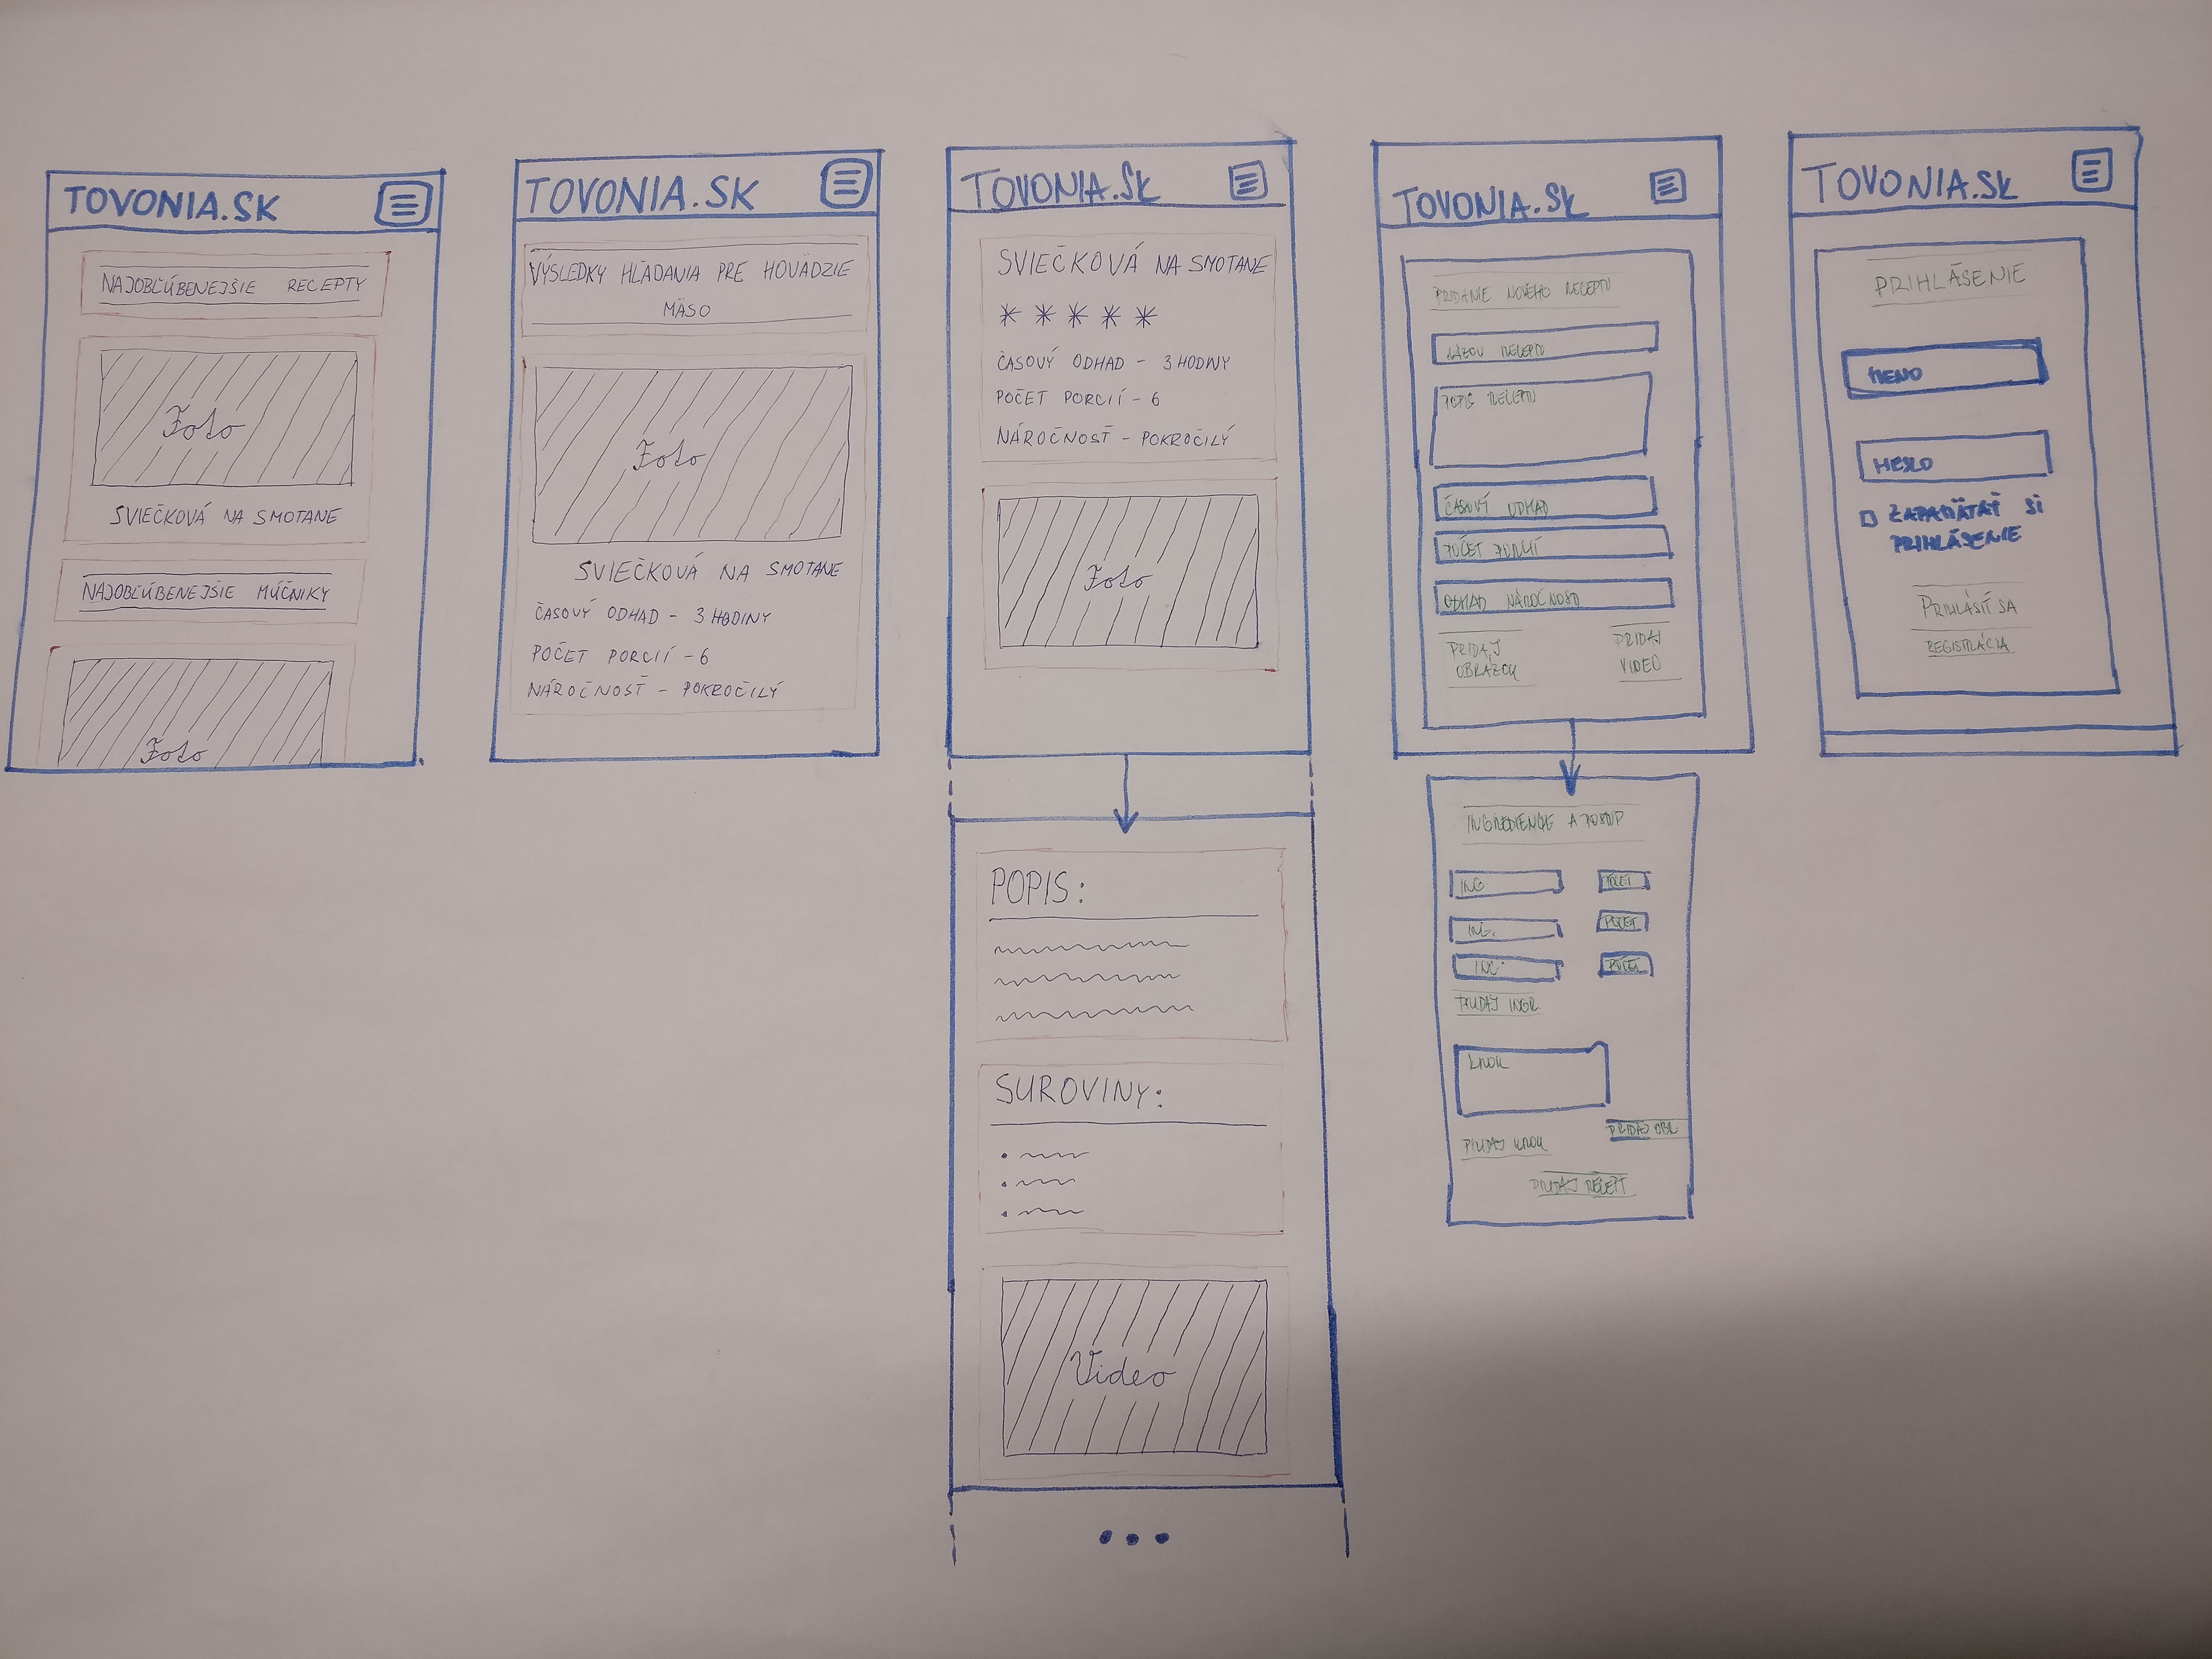 TOVONIA.SK
NAJOBĽÚBENEJŠIE RECEPTY
Foto
SVIEČKOVÁ NA SMOTANE
NAJOBĽÚBENEJŠIE MÚČNIKY
Foto
TOVONIA.SK
VÝSLEDKY HĽADANIA PRE HOVÄDZIE
MÄSO
Foto
SVIEČKOVÁ NA SMOTANE
ČASOVÝ ODHAD - 3 HODINY
POČET PORCIÍ - 6
NÁROČNOSŤ - POKROČILÝ
TOVONIA.SK
SVIEČKOVÁ NA SMOTANE
ČASOVÝ ODHAD - 3 HODINY
POČET PORCIÍ - 6
NÁROČNOSŤ - POKROČILÝ
Foto
POPIS:
SUROVINY:
Video
...
TOVONIA.SK
PRIDANIE NOVÉHO RECEPTU
NÁZOV RECEPTU
POPIS RECEPTU
ČASOVÝ ODHAD
POČET PORCIÍ
ODHAD NÁROČNOSTI
PRIDAJ
OBRÁZOK
PRIDAJ
VIDEO
INGREDIENCIE A POSTUP
ING POČET
ING. POČET
ING POČET
PRIDAJ INGR.
KROK
PRIDAJ OBR.
PRIDAJ KROK
PRIDAJ RECEPT
TOVONIA.SK
PRIHLÁSENIE
MENO
HESLO
ZAPAMÄTAŤ SI
PRIHLÁSENIE
PRIHLÁSIŤ SA
REGISTRÁCIA